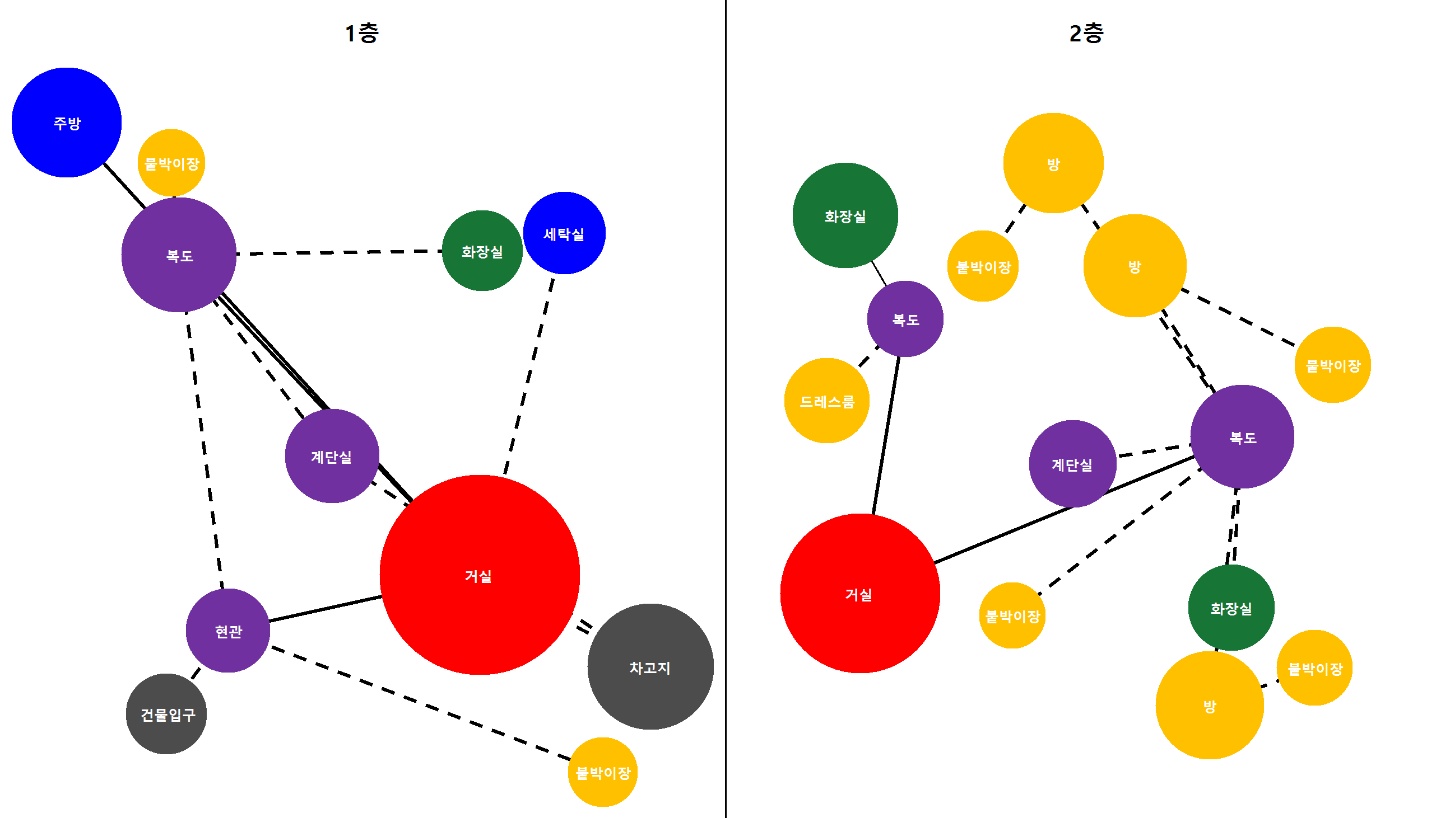 1층
주방
붙박이장
복도
화장실
세탁실
계단실
거실
현관
차고지
건물입구
붙박이장
2층
방
화장실
붙박이장
방
복도
붙박이장
드레스룸
복도
계단실
거실
붙박이장
화장실
방
붙박이장